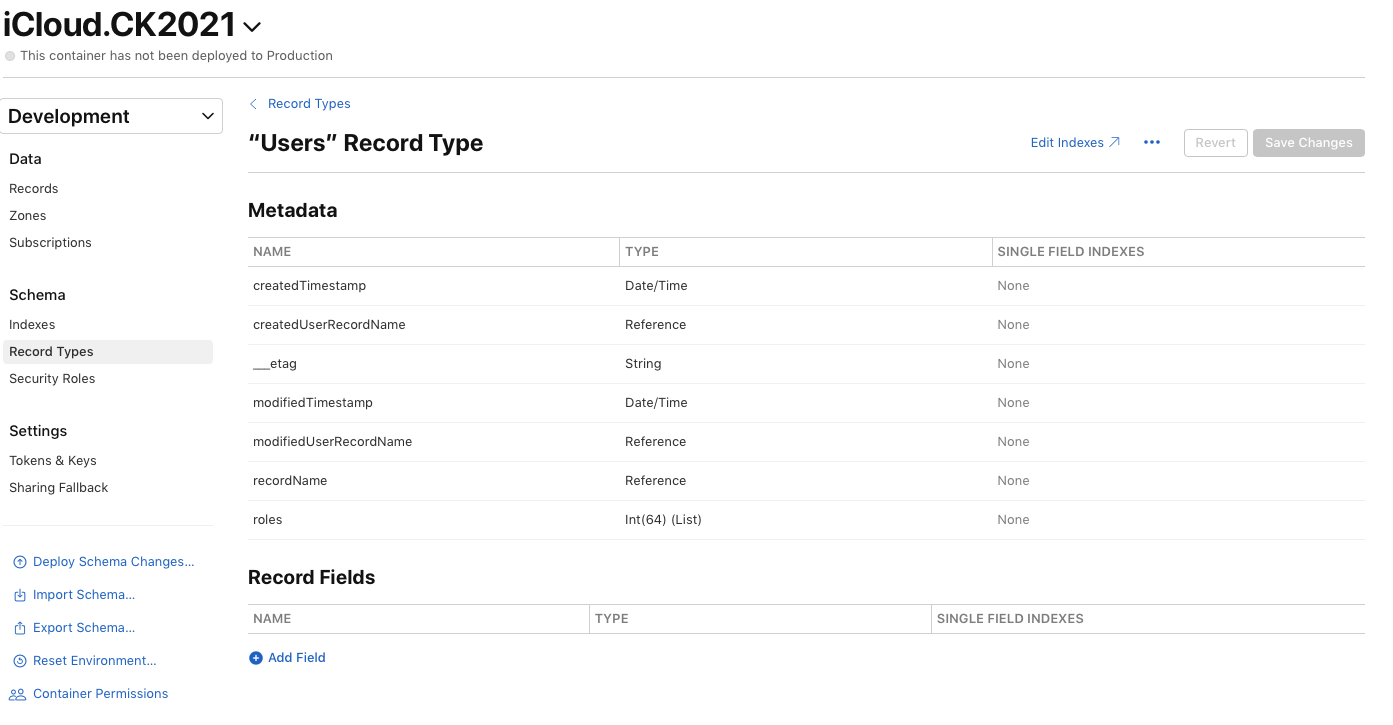 iCloud.CK2021
This container has not been deployed to Production
Development
Data
Records
Zones
Subscriptions
Schema
Indexes
Record Types
Security Roles
Settings
Tokens & Keys
Sharing Fallback
Deploy Schema Changes...
Import Schema...
Export Schema...
Reset Environment...
Container Permissions
Record Types
“Users” Record Type
Edit Indexes
Revert
Save Changes
Metadata
NAME TYPE SINGLE FIELD INDEXES
createdTimestamp Date/Time None
createdUserRecordName Reference None
___etag String None
modifiedTimestamp Date/Time None
modifiedUserRecordName Reference None
recordName Reference None
roles Int(64) (List) None
Record Fields
NAME TYPE SINGLE FIELD INDEXES
Add Field